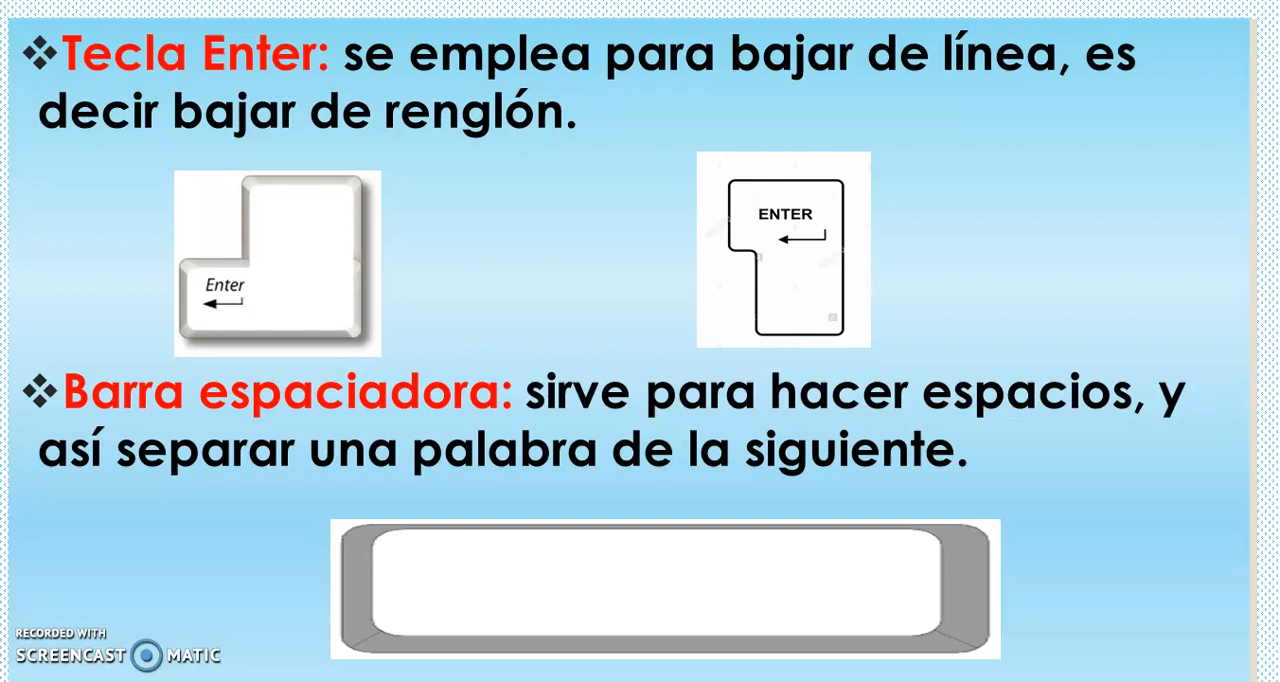 ❖Tecla Enter: se emplea para bajar de línea, es
decir bajar de renglón.
Enter
ENTER
❖Barra espaciadora: sirve para hacer espacios, y
así separar una palabra de la siguiente.
RECORDED WITH
SCREENCAST MATIC